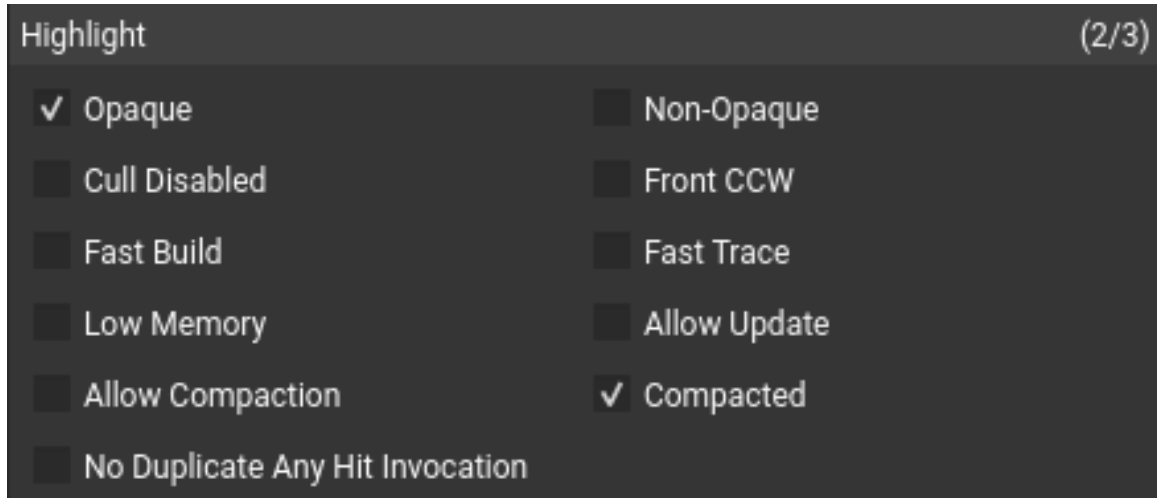 Highlight (2/3)
Opaque Non-Opaque
Cull Disabled Front CCW
Fast Build Fast Trace
Low Memory Allow Update
Allow Compaction Compacted
No Duplicate Any Hit Invocation